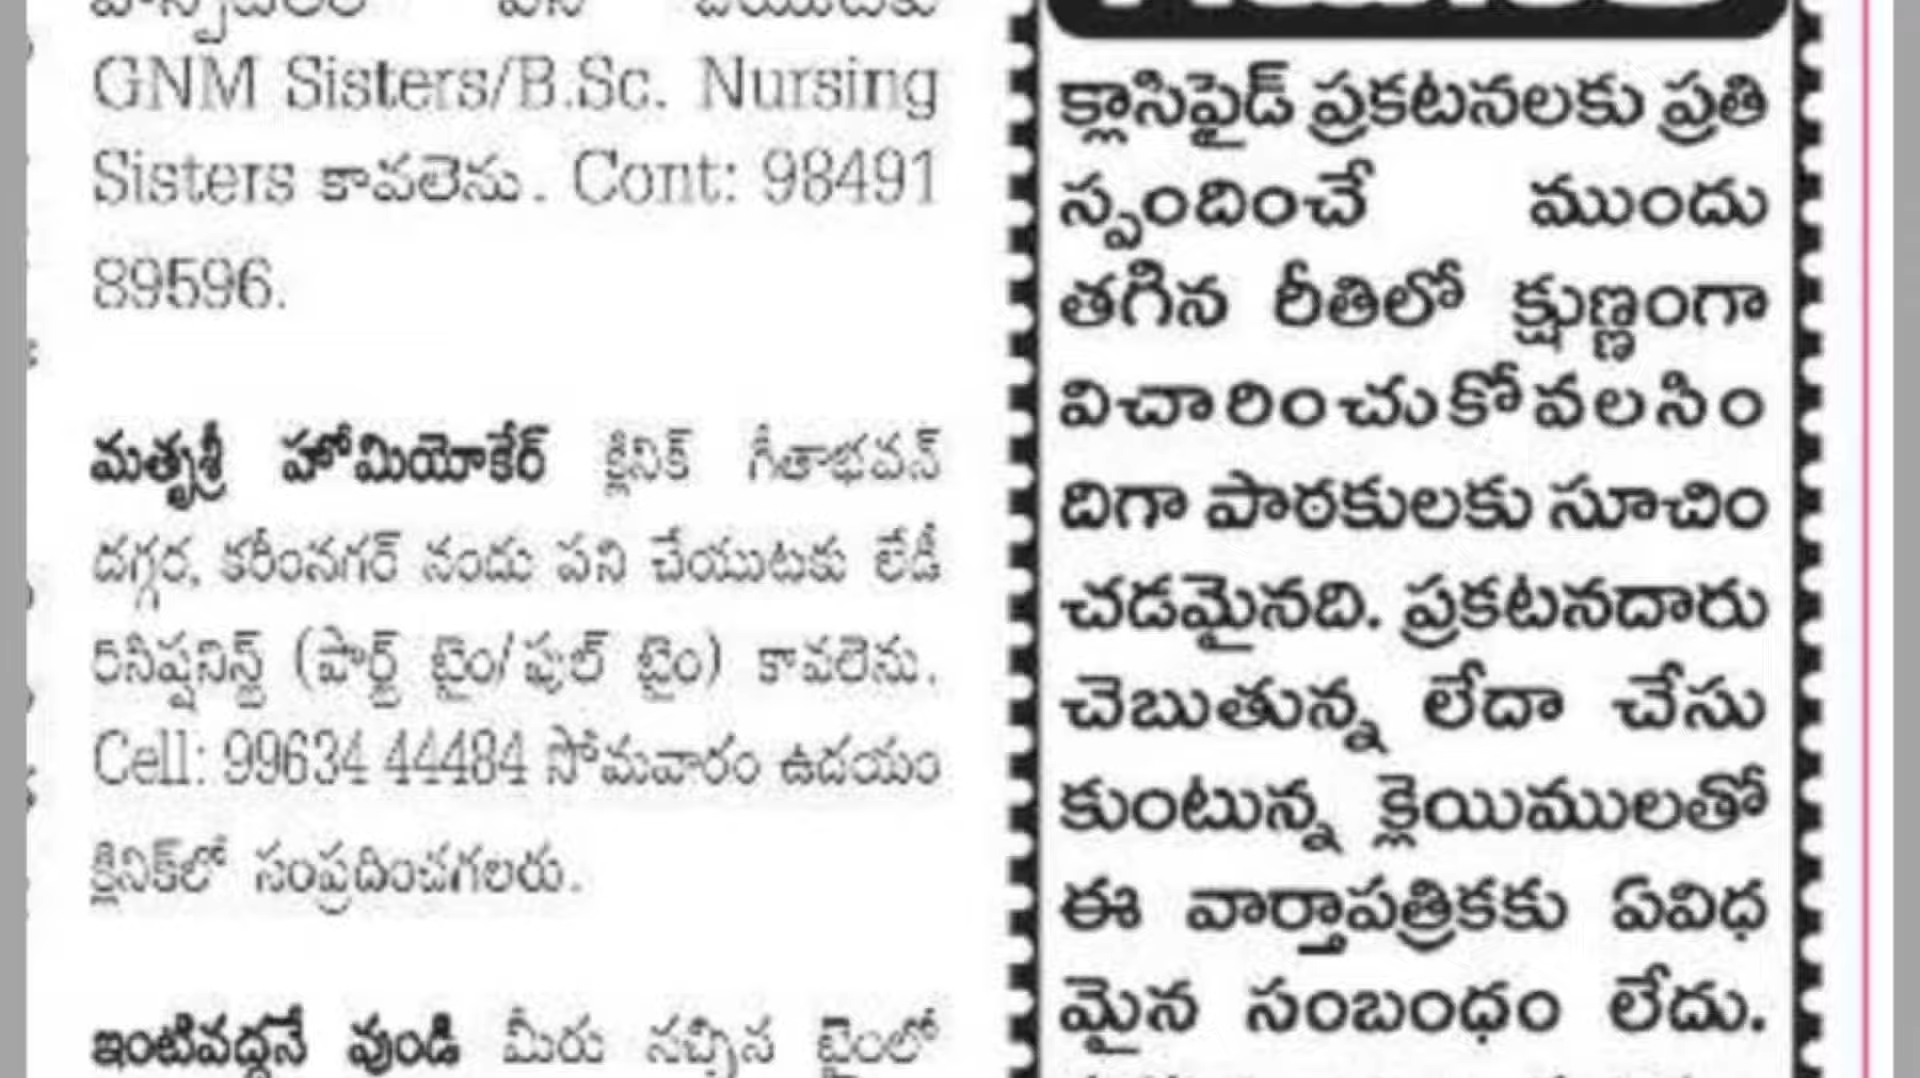 GNM Sisters/B.Sc. Nursing
Sisters కావలెను. Cont: 98491
89596.
మతృశ్రీ హోమియోకేర్ క్లినిక్ గీతాభవన్
దగ్గర, కరీంనగర్ నందు పని చేయుటకు లేడీ
రిసిప్షనిస్ట్ (పార్ట్ టైం/ఫుల్ టైం) కావలెను.
Cell: 99634 44484 సోమవారం ఉదయం
క్లినిక్‌లో సంప్రదించగలరు.
ఇంటివద్దనే వుండి మీరు నచ్చిన టైంలో
క్లాసిఫైడ్ ప్రకటనలకు ప్రతి
స్పందించే ముందు
తగిన రీతిలో క్షుణ్ణంగా
విచారించుకోవలసిం
దిగా పాఠకులకు సూచిం
చడమైనది. ప్రకటనదారు
చెబుతున్న లేదా చేసు
కుంటున్న క్లెయిములతో
ఈ వార్తాపత్రికకు ఏవిధ
మైన సంబంధం లేదు.